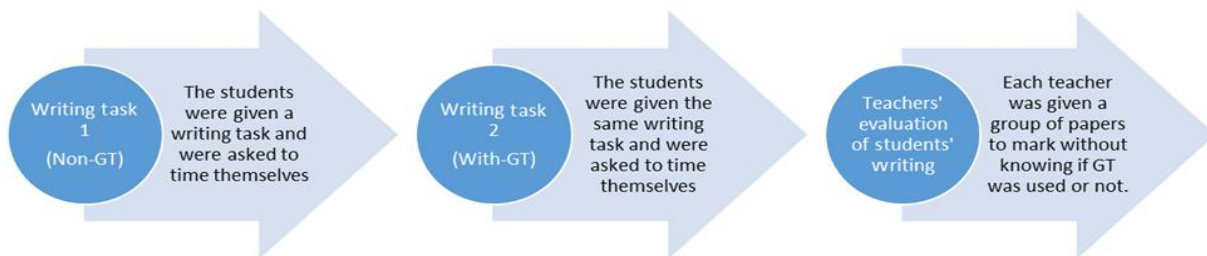 Writing task
1
(Non-GT)
The students
were given a
writing task and
were asked to
time themselves
Writing task
2
(With-GT)
The students
were given the
same writing
task and were
asked to time
themselves
Teachers'
evaluation
of students'
writing
Each teacher
was given a
group of papers
to mark without
knowing if GT
was used or not.